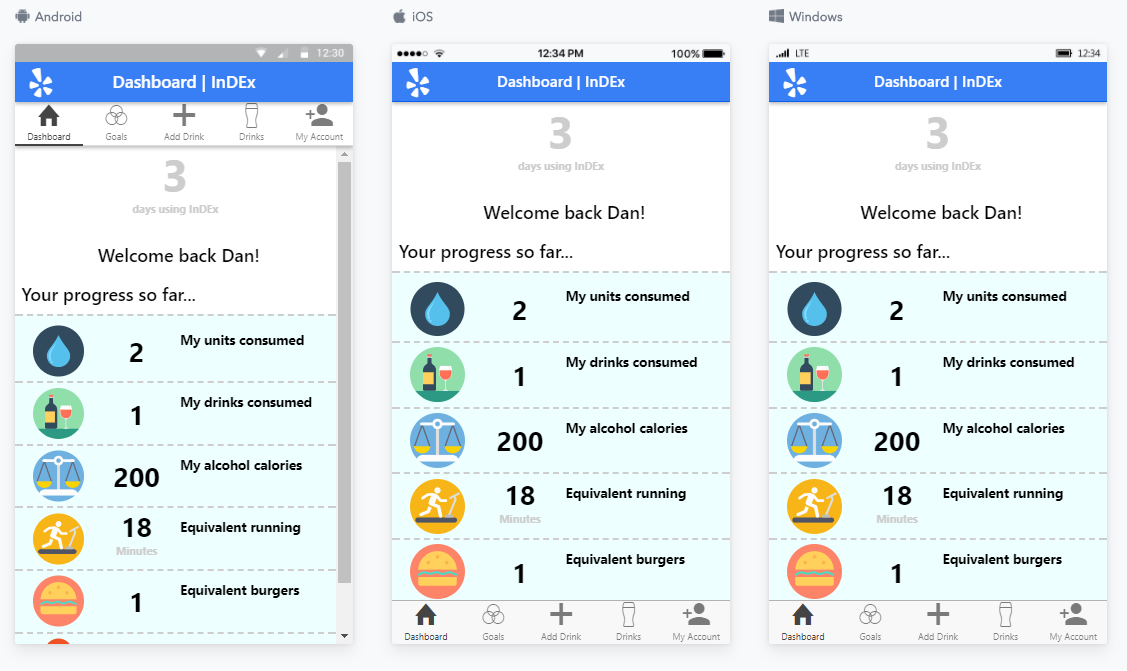 Android
12:30
Dashboard | InDEx
Dashboard Goals Add Drink Drinks My Account
3
days using InDEx
Welcome back Dan!
Your progress so far...
2 My units consumed
1 My drinks consumed
200 My alcohol calories
18 Equivalent running
Minutes
1 Equivalent burgers
iOS
12:34 PM 100%
Dashboard | InDEx
3
days using InDEx
Welcome back Dan!
Your progress so far...
2 My units consumed
1 My drinks consumed
200 My alcohol calories
18 Equivalent running
Minutes
1 Equivalent burgers
Dashboard Goals Add Drink Drinks My Account
Windows
LTE 12:34
Dashboard | InDEx
3
days using InDEx
Welcome back Dan!
Your progress so far...
2 My units consumed
1 My drinks consumed
200 My alcohol calories
18 Equivalent running
Minutes
1 Equivalent burgers
Dashboard Goals Add Drink Drinks My Account